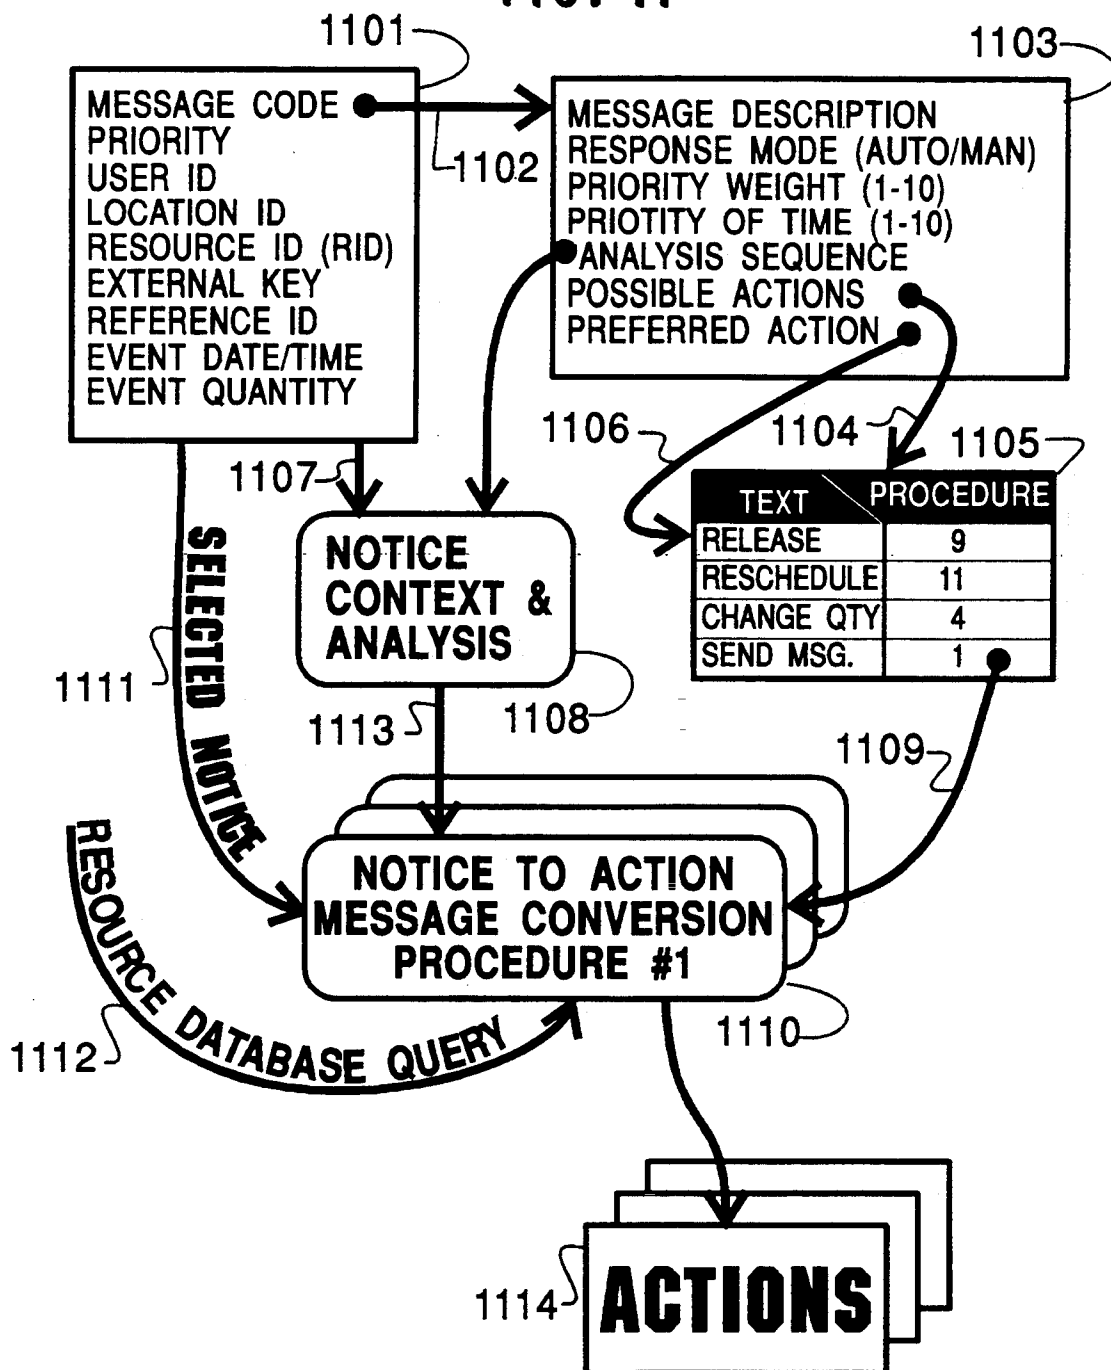 1101
1103
MESSAGE CODE
PRIORITY
USER ID
LOCATION ID
RESOURCE ID (RID)
EXTERNAL KEY
REFERENCE ID
EVENT DATE/TIME
EVENT QUANTITY
1102
MESSAGE DESCRIPTION
RESPONSE MODE (AUTO/MAN)
PRIORITY WEIGHT (1-10)
PRIOTITY OF TIME (1-10)
ANALYSIS SEQUENCE
POSSIBLE ACTIONS
PREFERRED ACTION
1106
1104
1105
1107
TEXT PROCEDURE
RELEASE 9
RESCHEDULE 11
CHANGE QTY 4
SEND MSG. 1
NOTICE
CONTEXT &
ANALYSIS
SELECTED NOTICE
1111
1113
1108
1109
NOTICE TO ACTION
MESSAGE CONVERSION
PROCEDURE #1
RESOURCE DATABASE QUERY
1112
1110
1114
ACTIONS